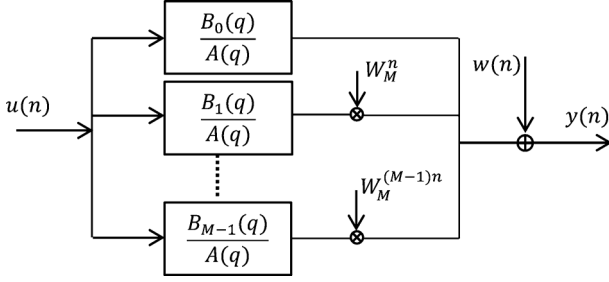 B_0(q)
A(q)
W_M^n
w(n)
u(n)
B_1(q)
A(q)
y(n)
W_M^{(M-1)n}
B_{M-1}(q)
A(q)